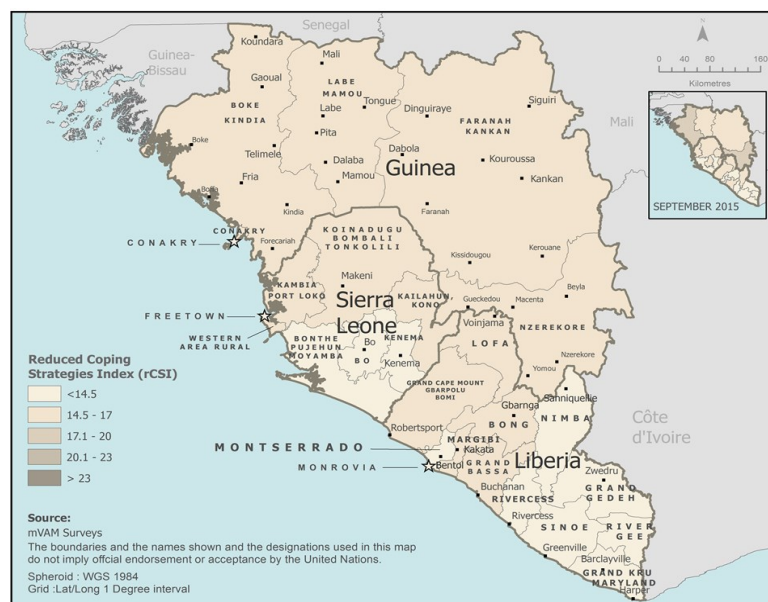 Senegal
N
Koundara
Guinea-
Bissau
Mali
0 40 80 160
Kilometres
LABE
MAMOU
Gaoual
BOKE
KINDIA
Labe
Tongue
Dinguiraye
Siguiri
FARANAH
KANKAN
Mali
Boke
Pita
Telimele
Dabola
Guinea
Kouroussa
Dalaba
Fria
Mamou
Kankan
Boffa
Kindia
Faranah
SEPTEMBER 2015
CONAKRY
CONAKRY
Forecariah
KOINADUGU
BOMBALI
TONKOLILI
Kissidougou
Kerouane
Makeni
KAMBIA
PORT LOKO
Sierra
Leone
KAILAHUN,
KONO
Gueckedou
Macenta
Beyla
FREETOWN
Voinjama
NZEREKORE
WESTERN
AREA RURAL
BONTHE
PUJEHUN
MOYAMBA
Bo
BO
KENEMA
Kenema
LOFA
Nzerekore
Yomou
Reduced Coping
Strategies Index (rCSI)
<14.5
14.5 - 17
17.1 - 20
20.1 - 23
> 23
GRAND CAPE MOUNT
GBARPOLU
BOMI
Sanniquelle
Gbarnga
NIMBA
BONG
Côte
d'Ivoire
Robertsport
MONTSERRADO
MARGIBI
Kakata
MONROVIA
Bentol
GRAND
BASSA
Liberia
Zwedru
GRAND
GEDEH
Buchanan
RIVERCESS
Rivercess
SINOE
RIVER
GEE
Greenville
Barclayville
GRAND KRU
MARYLAND
Harper
Source:
mVAM Surveys
The boundaries and the names shown and the designations used in this map
do not imply offcial endorsement or acceptance by the United Nations.
Spheroid : WGS 1984
Grid :Lat/Long 1 Degree interval